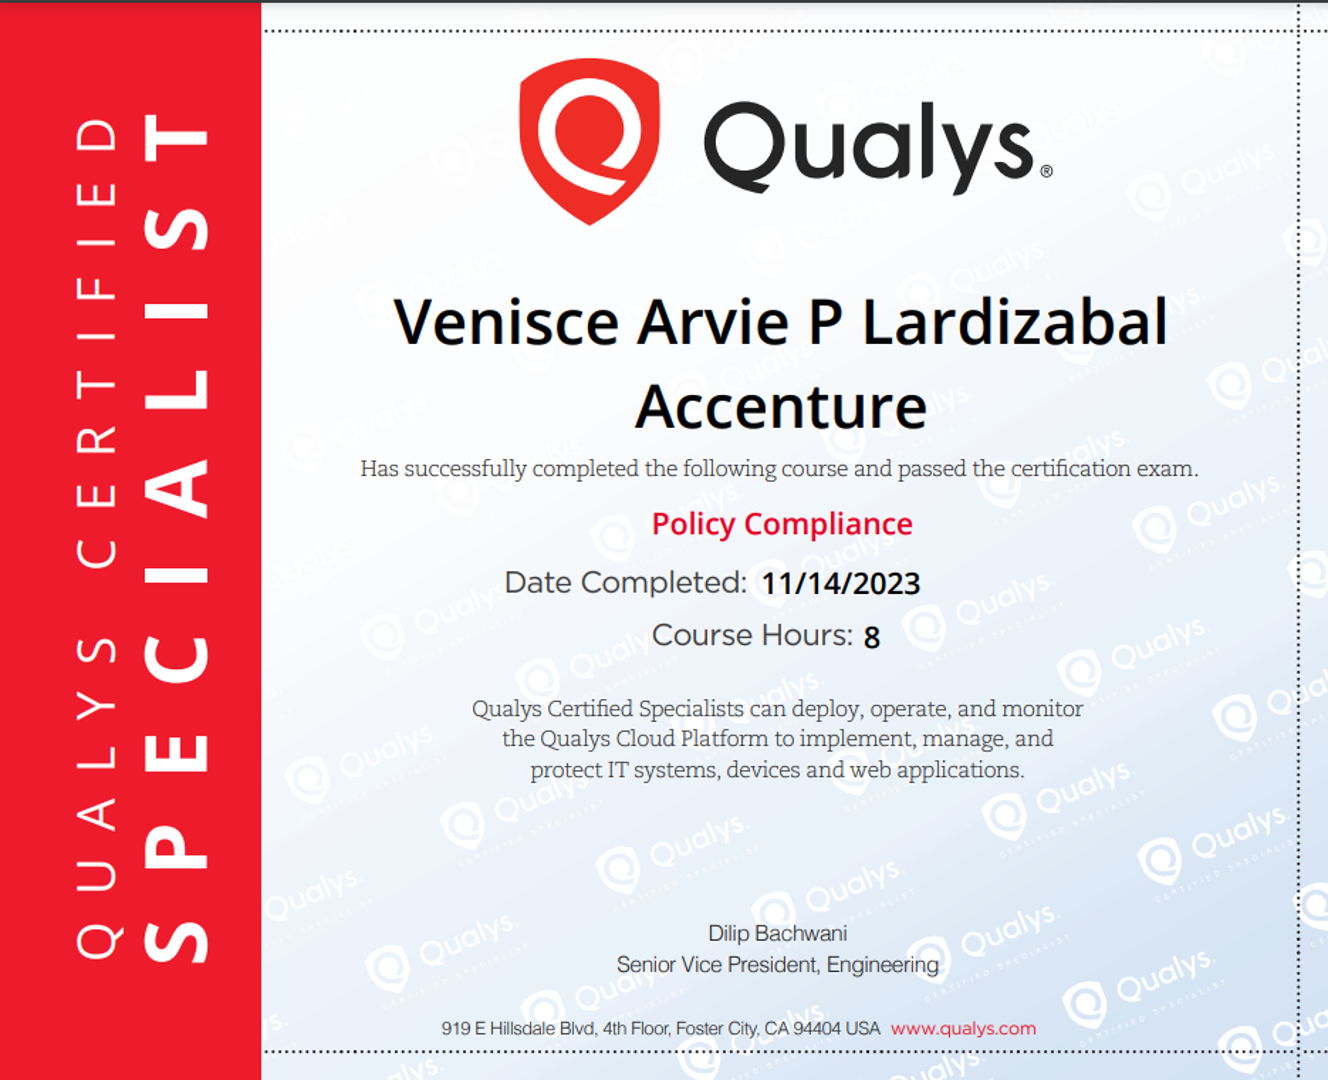 QUALYS CERTIFIED
SPECIALIST
Qualys®
Venisce Arvie P Lardizabal
Accenture
Has successfully completed the following course and passed the certification exam.
Policy Compliance
Date Completed: 11/14/2023
Course Hours: 8
Qualys Certified Specialists can deploy, operate, and monitor
the Qualys Cloud Platform to implement, manage, and
protect IT systems, devices and web applications.
Dilip Bachwani
Senior Vice President, Engineering
919 E Hillsdale Blvd, 4th Floor, Foster City, CA 94404 USA www.qualys.com